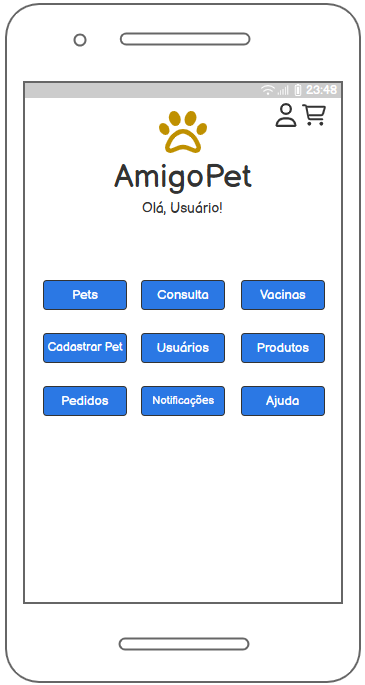 23:48
AmigoPet
Olá, Usuário!
Pets Consulta Vacinas
Cadastrar Pet Usuários Produtos
Pedidos Notificações Ajuda